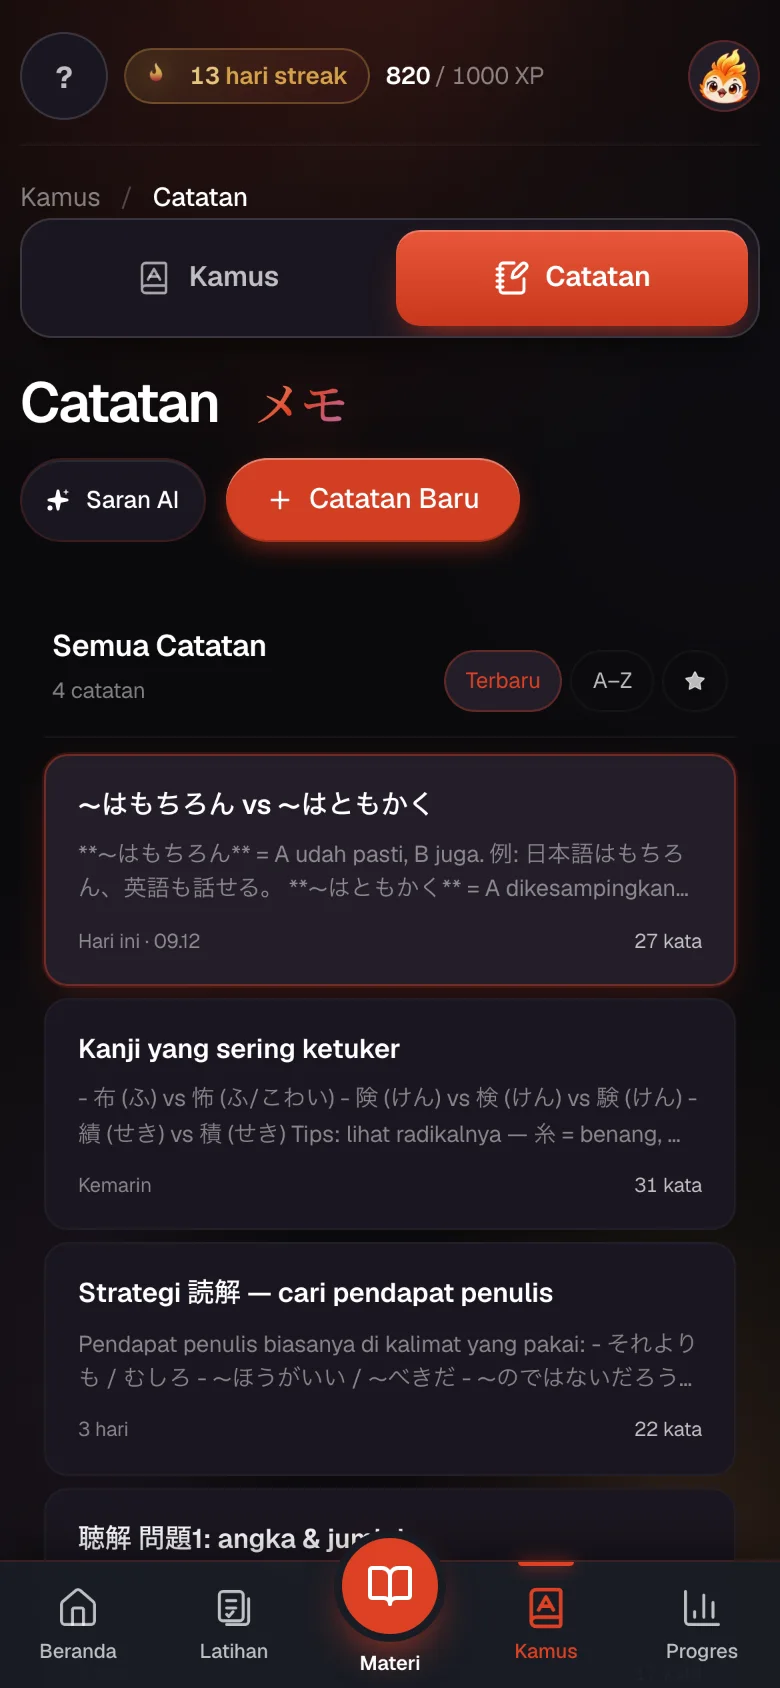 ?
13 hari streak
820 / 1000 XP
Kamus / Catatan
Kamus
Catatan
Catatan メモ
Saran AI
+ Catatan Baru
Semua Catatan
4 catatan
Terbaru
A–Z
〜はもちろん vs 〜はともかく
**〜はもちろん** = A udah pasti, B juga. 例: 日本語はもちろ
ん、英語も話せる。 **〜はともかく** = A dikesampingkan...
Hari ini · 09.12
27 kata
Kanji yang sering ketuker
- 布 (ふ) vs 怖 (ふ/こわい) - 険 (けん) vs 検 (けん) vs 験 (けん) -
績 (せき) vs 積 (せき) Tips: lihat radikalnya — 糸 = benang, ...
Kemarin
31 kata
Strategi 読解 — cari pendapat penulis
Pendapat penulis biasanya di kalimat yang pakai: - それより
も / むしろ - 〜ほうがいい / 〜べきだ - 〜のではないだろう...
3 hari
22 kata
聴解 問題1: angka &
Beranda
Latihan
Materi
Kamus
Progres